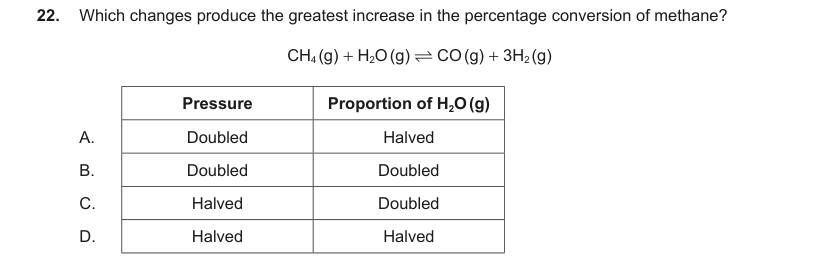 22. Which changes produce the greatest increase in the percentage conversion of methane?
CH₄(g) + H₂O(g) ⇌ CO(g) + 3H₂(g)
Pressure Proportion of H₂O(g)
A. Doubled Halved
B. Doubled Doubled
C. Halved Doubled
D. Halved Halved